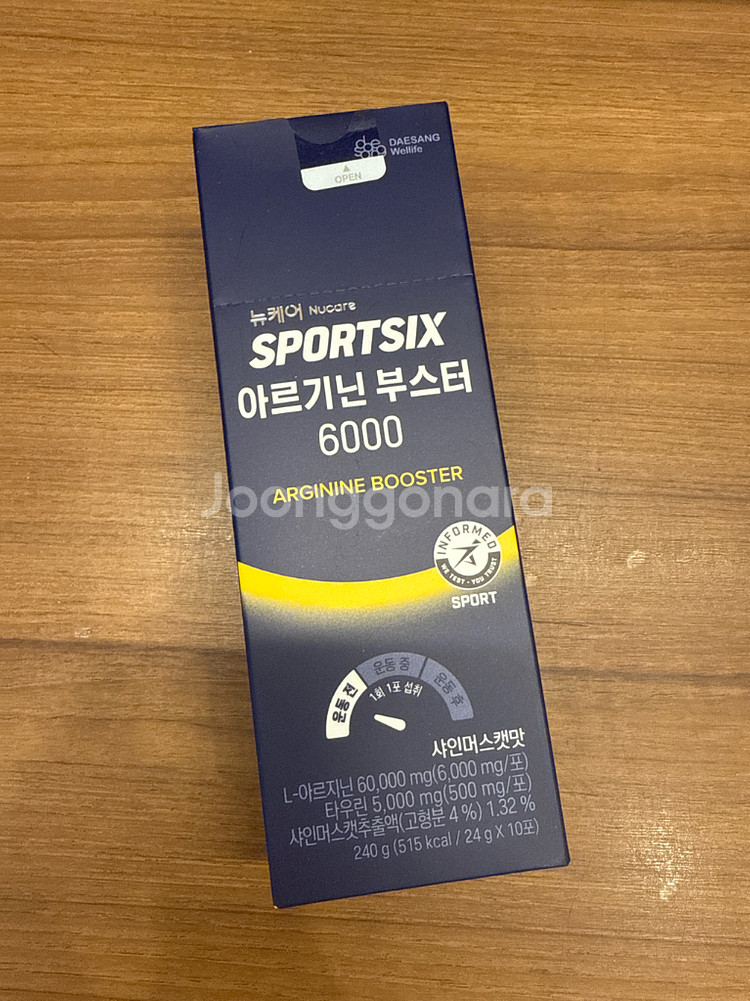 DAESANG
Wellife
OPEN
뉴케어 Nucare
SPORTSIX
아르기닌 부스터
6000
ARGININE BOOSTER
Joonggonara
INFORMED
WE TEST · YOU TRUST
SPORT
운동 전 운동 중 운동 후
1회 1포 섭취
샤인머스캣맛
L-아르지닌 60,000 mg(6,000 mg/포)
타우린 5,000 mg(500 mg/포)
샤인머스캣추출액(고형분 4 %) 1.32 %
240 g (515 kcal / 24 g X 10포)